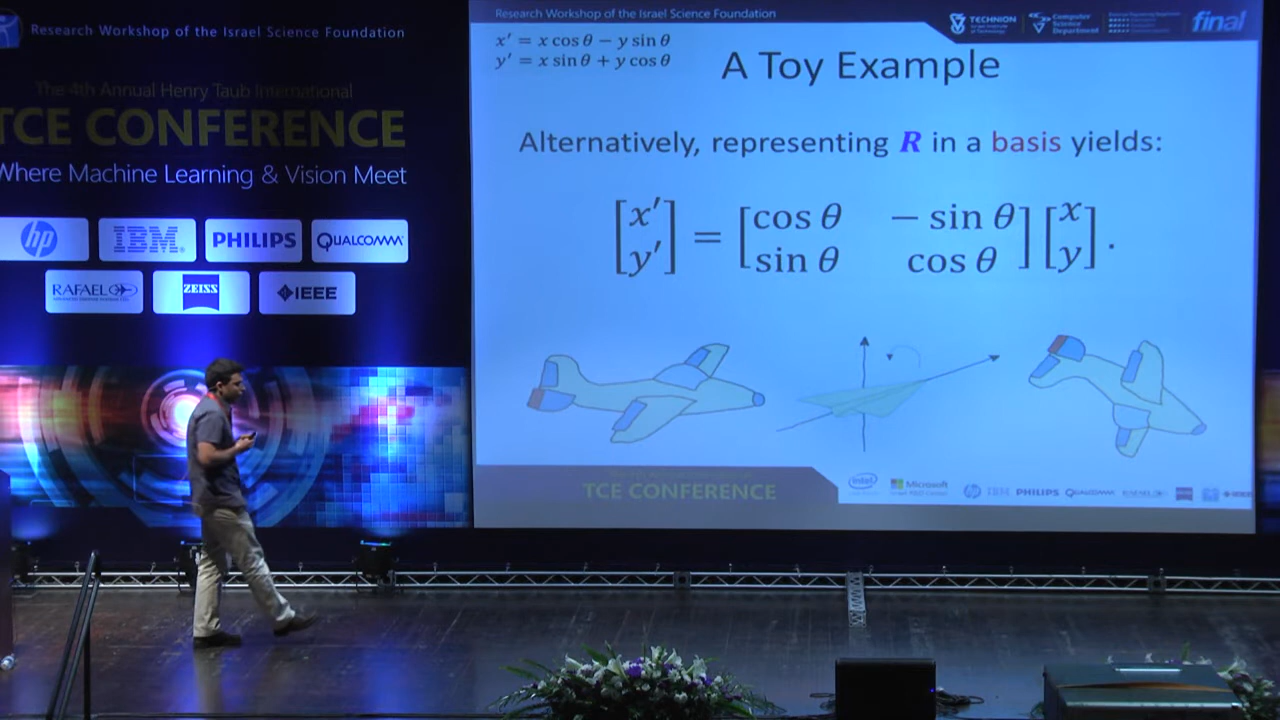 Research Workshop of the Israel Science Foundation
The 4th Annual Henry Taub International
TCE CONFERENCE
Where Machine Learning & Vision Meet
hp
IBM
PHILIPS
QUALCOMM
RAFAEL
ZEISS
IEEE
Research Workshop of the Israel Science Foundation
TECHNION
Computer
Science
Department
final
x′ = x cos θ − y sin θ
y′ = x sin θ + y cos θ
A Toy Example
Alternatively, representing R in a basis yields:
[x′ y′] = [cos θ − sin θ sin θ cos θ] [x y].
TCE CONFERENCE
intel
Microsoft
hp
IBM
PHILIPS
QUALCOMM
RAFAEL
IEEE